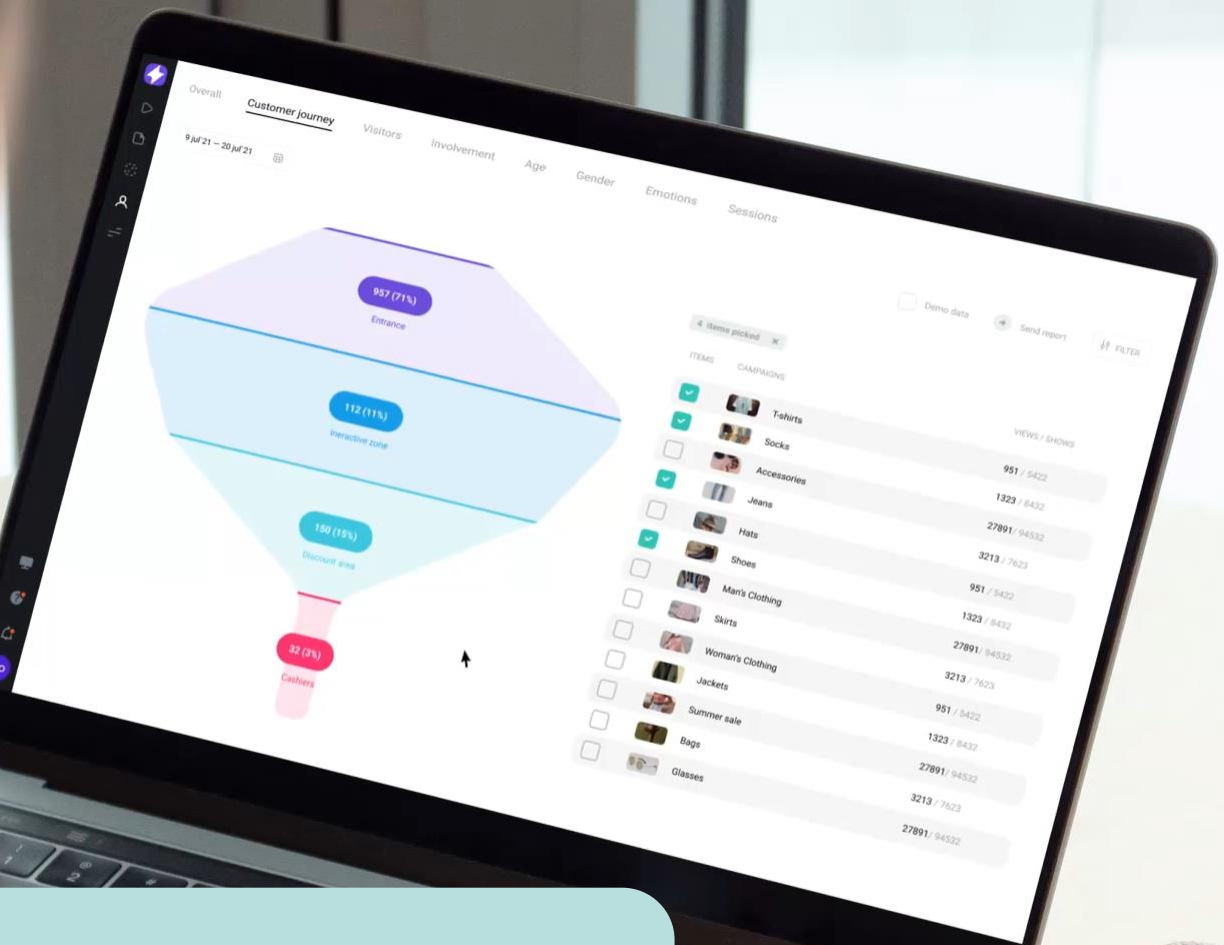 Overall Customer journey Visitors Involvement Age Gender Emotions Sessions
9 jul'21 — 20 jul'21
Demo data Send report FILTER
957 (71%)
Entrance
112 (11%)
Ineractive zone
150 (15%)
Discount area
32 (3%)
Cashiers
4 items picked
ITEMS CAMPAIGNS VIEWS / SHOWS
T-shirts 951 / 5422
Socks 1323 / 8432
Accessories 27891 / 94532
Jeans 3213 / 7623
Hats 951 / 5422
Shoes 1323 / 8432
Man's Clothing 27891 / 94532
Skirts 3213 / 7623
Woman's Clothing 951 / 5422
Jackets 1323 / 8432
Summer sale 27891 / 94532
Bags 3213 / 7623
Glasses 27891 / 94532
2